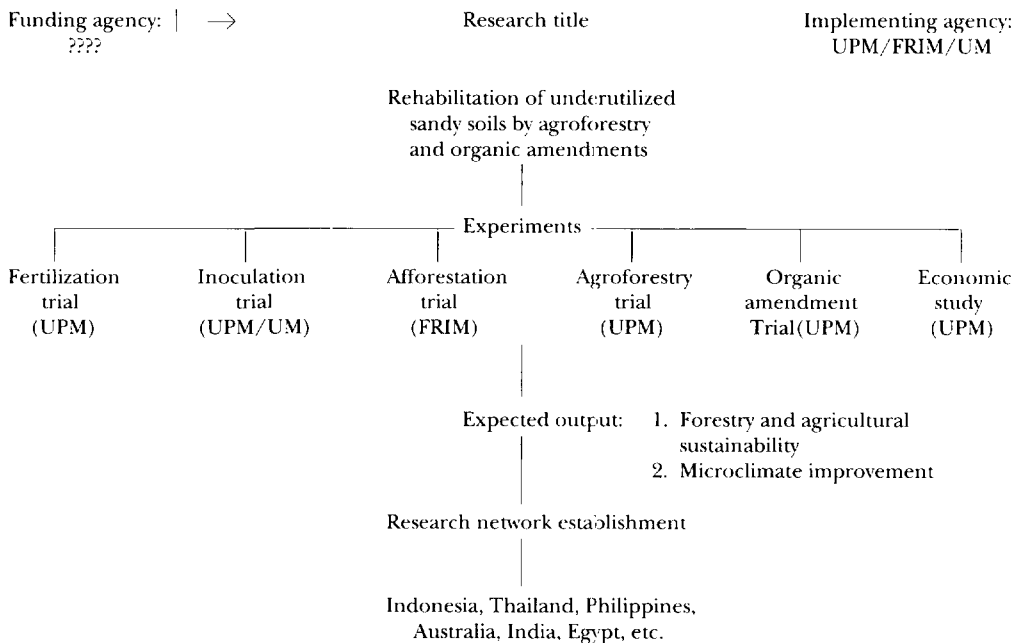 Funding agency: | → Research title Implementing agency:
???? UPM/FRIM/UM
Rehabilitation of underutilized
sandy soils by agroforestry
and organic amendments
Experiments
Fertilization Inoculation Afforestation Agroforestry Organic Economic
trial trial trial trial amendment study
(UPM) (UPM/UM) (FRIM) (UPM) Trial(UPM) (UPM)
Expected output: 1. Forestry and agricultural
sustainability
2. Microclimate improvement
Research network establishment
Indonesia, Thailand, Philippines,
Australia, India, Egypt, etc.